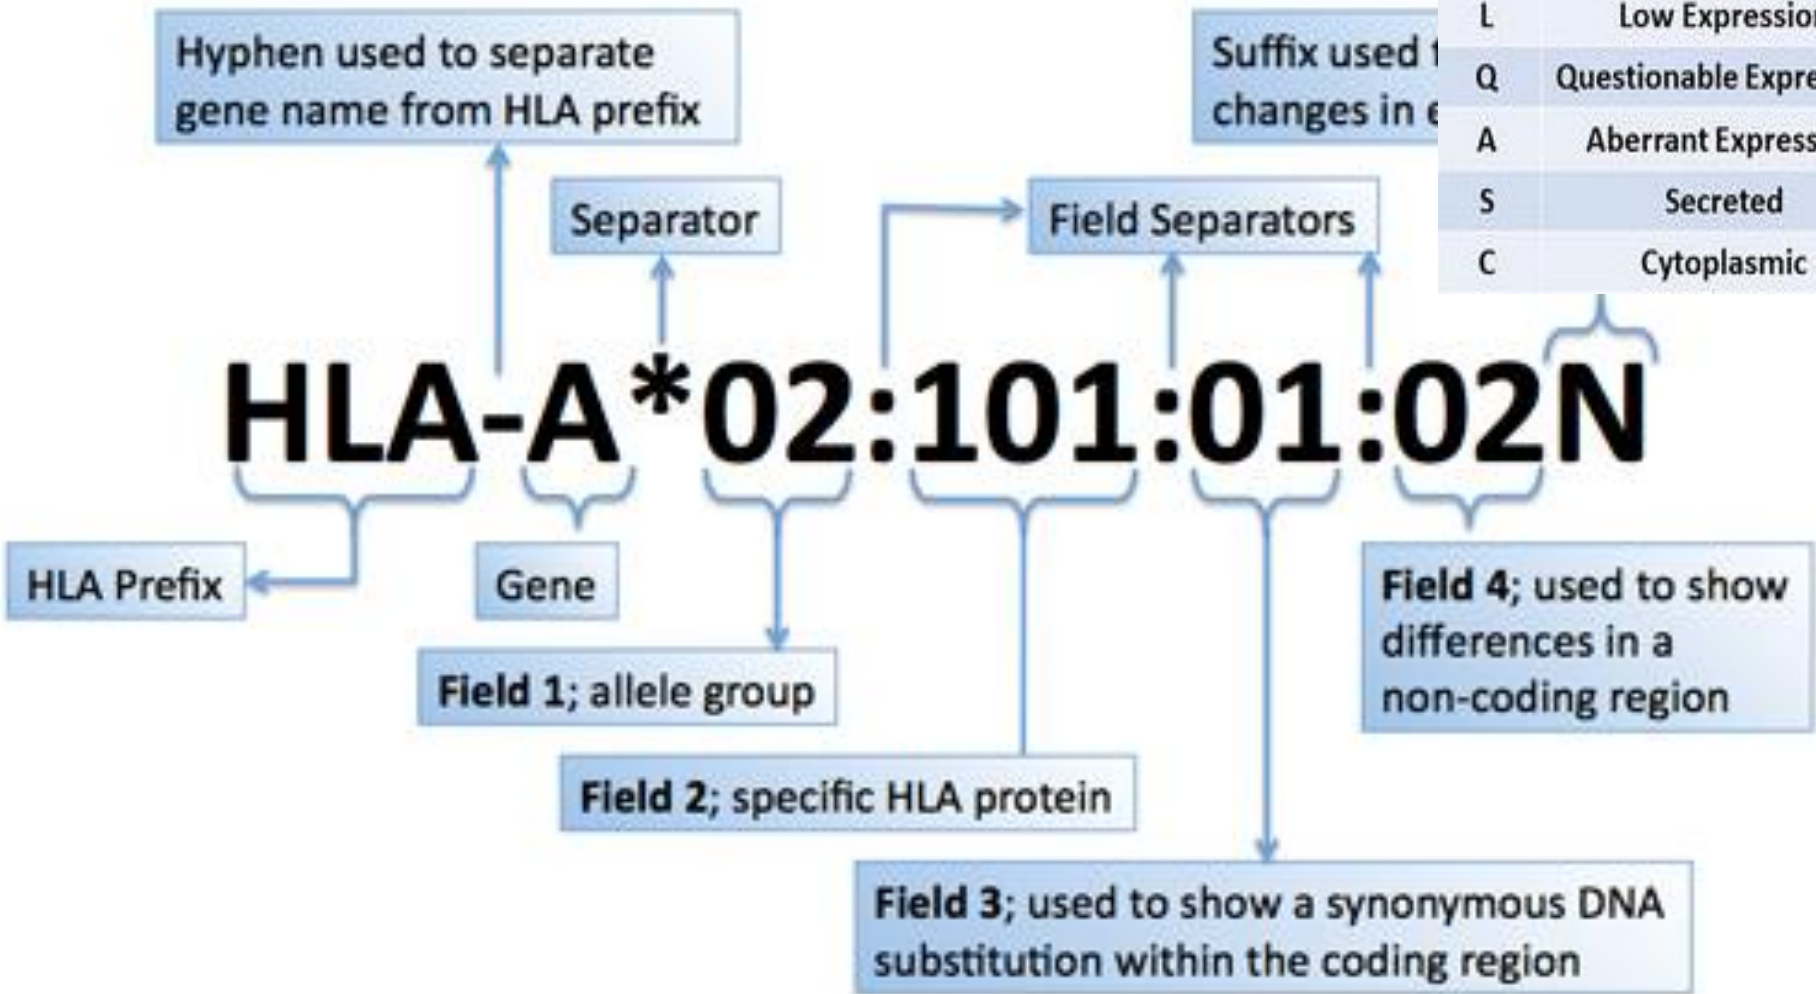 Hyphen used to separate
gene name from HLA prefix
Suffix used
changes in
L Low
Q Questionable
A Aberrant
S Secreted
C Cytoplasmic
Separator
Field Separators
HLA-A*02:101:01:02N
HLA Prefix
Gene
Field 1; allele group
Field 2; specific HLA protein
Field 3; used to show a synonymous DNA
substitution within the coding region
Field 4; used to show
differences in a
non-coding region